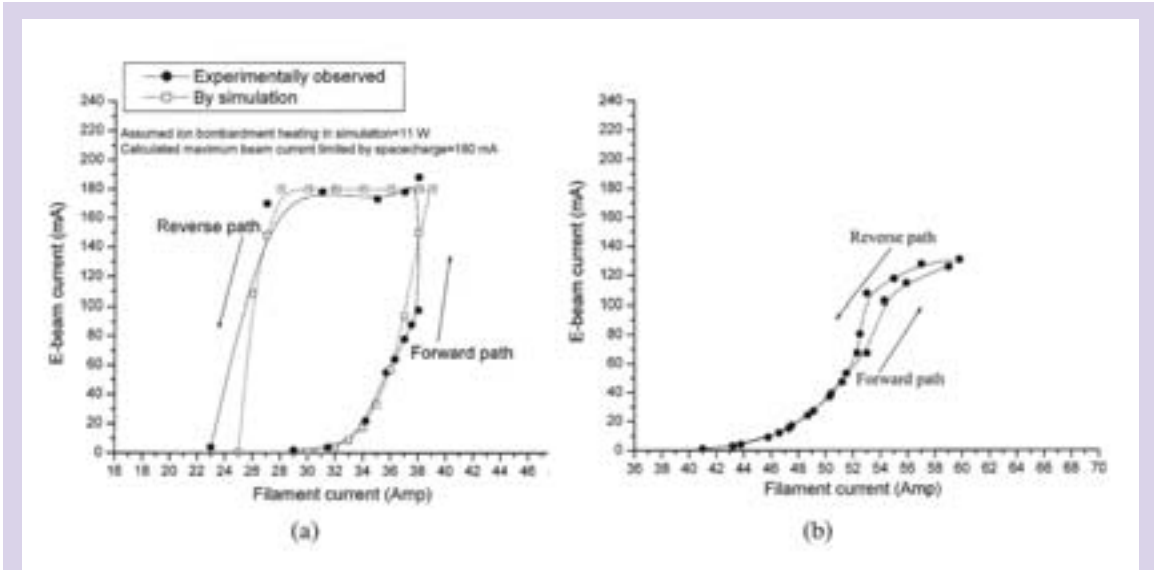 Experimentally observed
By simulation
240
220
200
180
160
140
120
100
80
60
40
20
0
E-beam current (mA)
Assumed ion bombardment heating in simulation=11 W
Calculated maximum beam current limited by spacecharge=180 mA
Reverse path
Forward path
16 18 20 22 24 26 28 30 32 34 36 38 40 42 44 46
Filament current (Amp)
(a)
240
220
200
180
160
140
120
100
80
60
40
20
0
E-beam current (mA)
Reverse path
Forward path
36 38 40 42 44 46 48 50 52 54 56 58 60 62 64 66 68 70
Filament current (Amp)
(b)